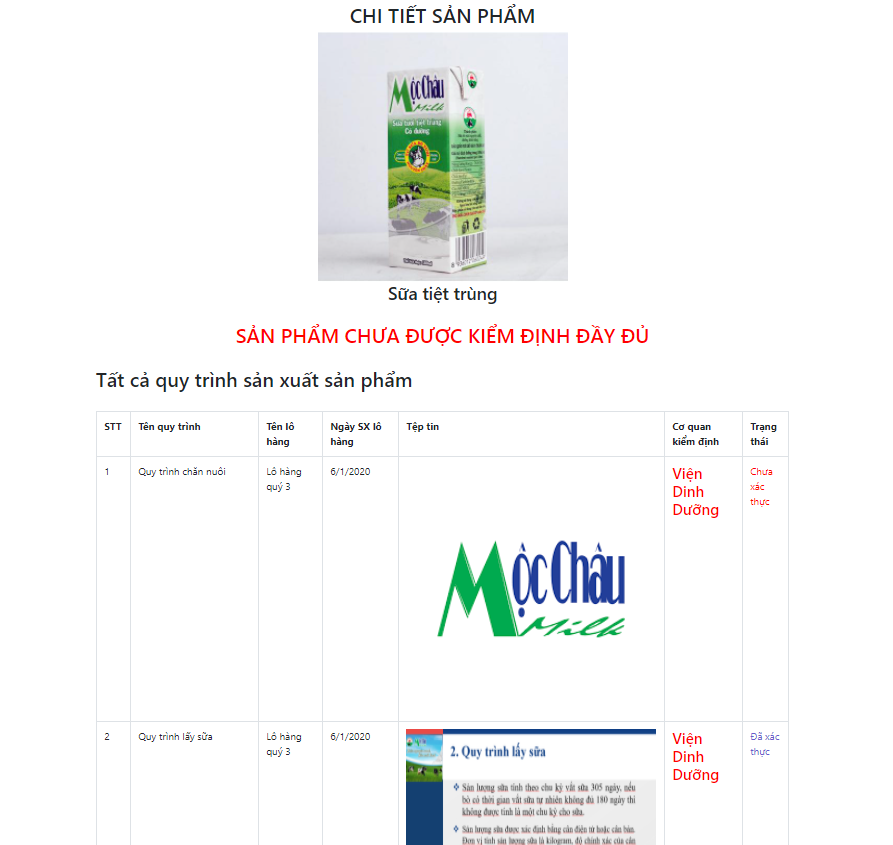 CHI TIẾT SẢN PHẨM
Mộc Châu
Milk
Sữa tươi tiệt trùng
Có đường
Sữa tiệt trùng
SẢN PHẨM CHƯA ĐƯỢC KIỂM ĐỊNH ĐẦY ĐỦ
Tất cả quy trình sản xuất sản phẩm
STT Tên quy trình Tên lô hàng Ngày SX lô hàng Tệp tin Cơ quan kiểm định Trạng thái
1 Quy trình chăn nuôi Lô hàng quý 3 6/1/2020
Mộc Châu
Milk
Viện Dinh Dưỡng Chưa xác thực
2 Quy trình lấy sữa Lô hàng quý 3 6/1/2020
2. Quy trình lấy sữa
❖ Sản lượng sữa tính theo chu kỳ vắt sữa 305 ngày, nếu
bò có thời gian vắt sữa tự nhiên không đủ 180 ngày thì
không được tính là một chu kỳ cho sữa.
❖ Sản lượng sữa được xác định bằng cân điện tử hoặc cân bàn.
Đơn vị tính sản lượng sữa là kilogram, độ chính xác của cân
Viện Dinh Dưỡng Đã xác thực